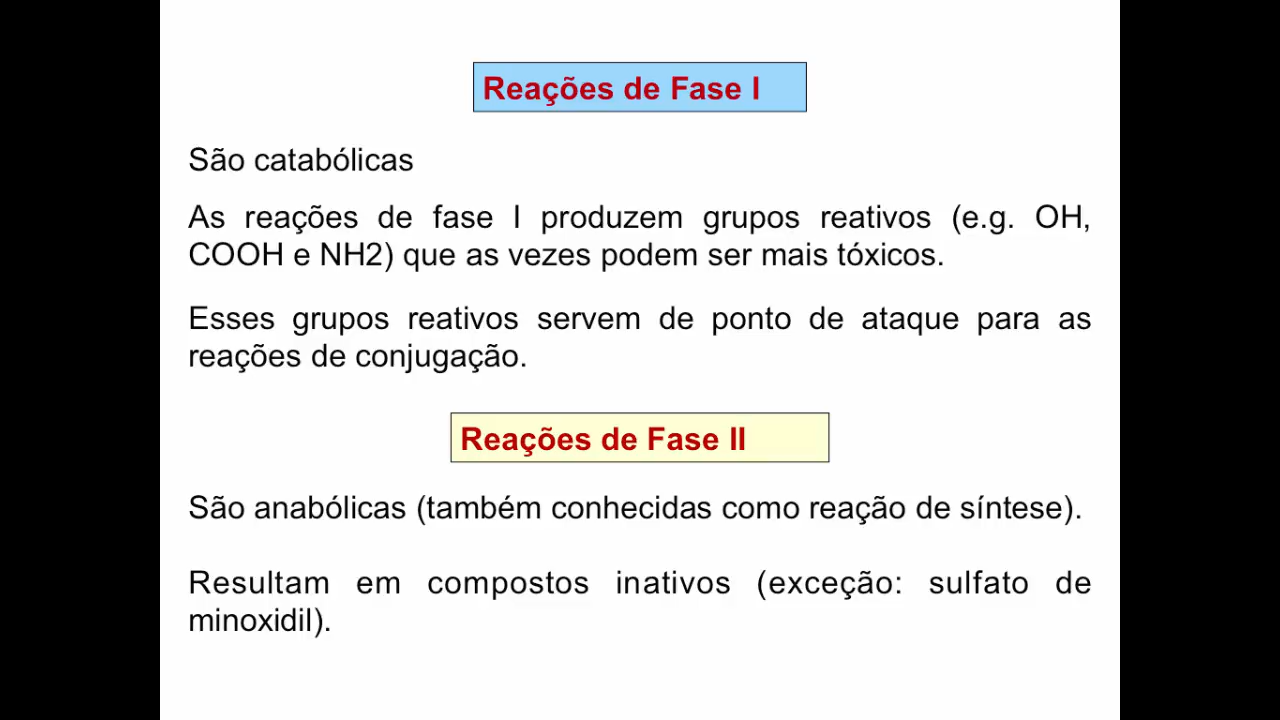 Reações de Fase I
São catabólicas
As reações de fase I produzem grupos reativos (e.g. OH,
COOH e NH2) que as vezes podem ser mais tóxicos.
Esses grupos reativos servem de ponto de ataque para as
reações de conjugação.
Reações de Fase II
São anabólicas (também conhecidas como reação de síntese).
Resultam em compostos inativos (exceção: sulfato de
minoxidil).